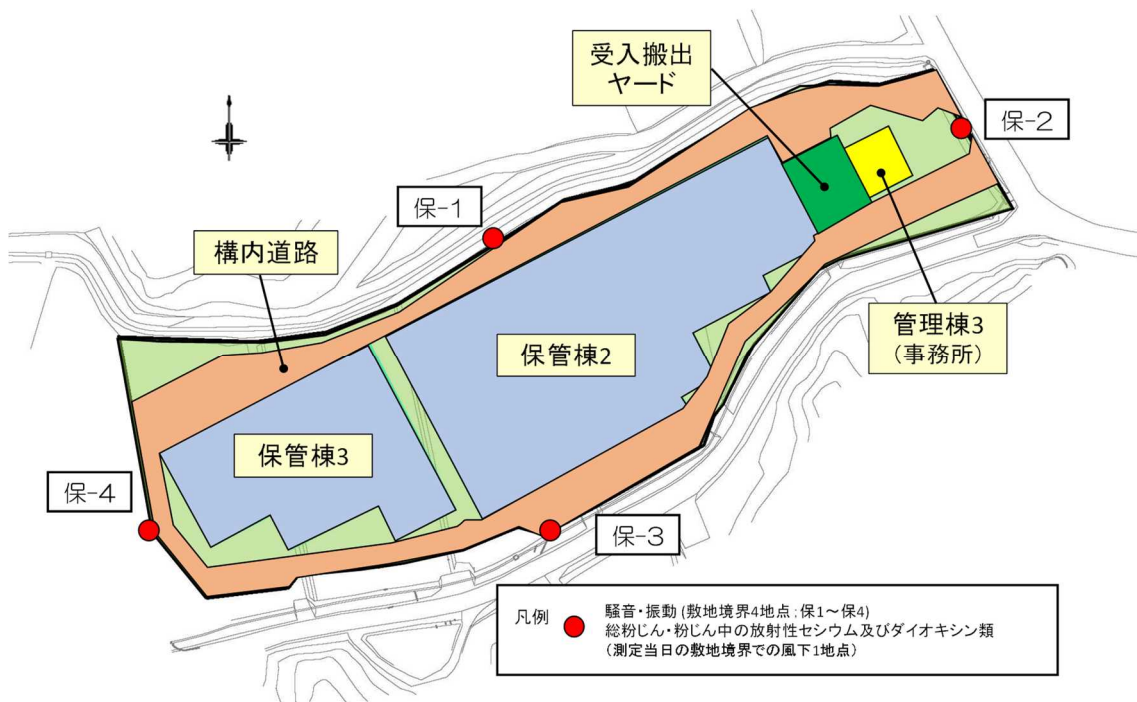 受入搬出
ヤード
保-2
保-1
構内道路
管理棟3
(事務所)
保管棟2
保管棟3
保-4
保-3
凡例
騒音・振動 (敷地境界4地点;保1～保4)
総粉じん・粉じん中の放射性セシウム及びダイオキシン類
(測定当日の敷地境界での風下1地点)